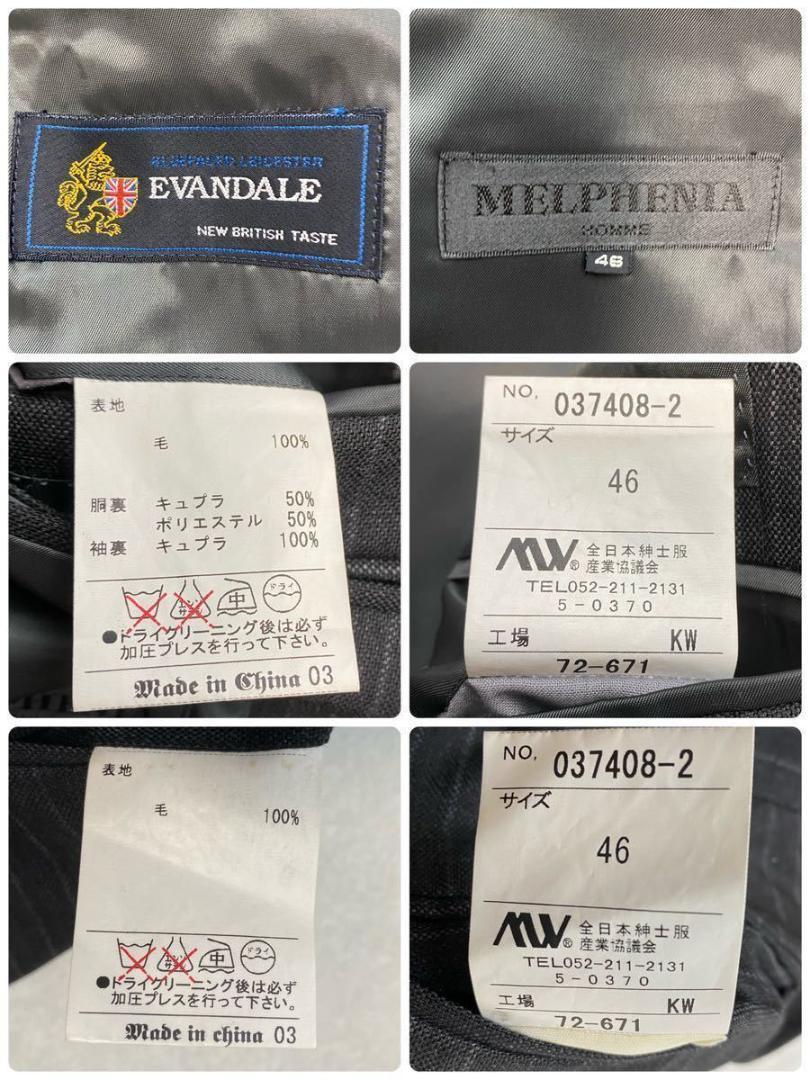 BLUEFACED LEICESTER
EVANDALE
NEW BRITISH TASTE
MELPHENIA
HOMME
46
表地
毛 100%
胴裏 キュプラ 50%
ポリエステル 50%
袖裏 キュプラ 100%
中 ドライ
●ドライクリーニング後は必ず
加圧プレスを行って下さい。
Made in China 03
NO. 037408-2
サイズ
46
MW® 全日本紳士服
産業協議会
TEL052-211-2131
5-0370
工場 KW
72-671
表地
毛 100%
中 ドライ
●ドライクリーニング後は必ず
加圧プレスを行って下さい。
Made in china 03
NO. 037408-2
サイズ
46
MW® 全日本紳士服
産業協議会
TEL052-211-2131
5-0370
工場 KW
72-671